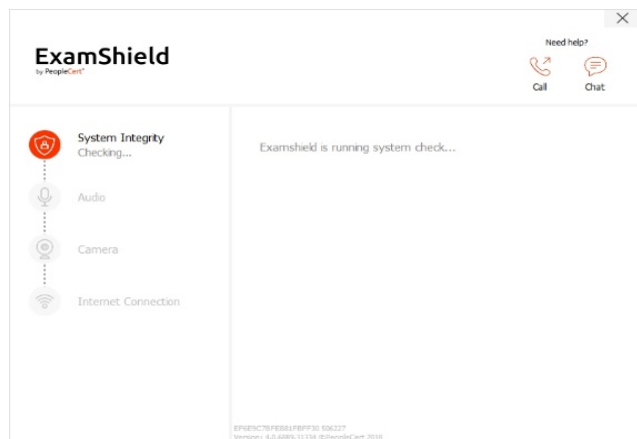 Need help?
ExamShield
by PeopleCert
Call
Chat
System Integrity
Checking...
Examshield is running system check...
Audio
Camera
Internet Connection